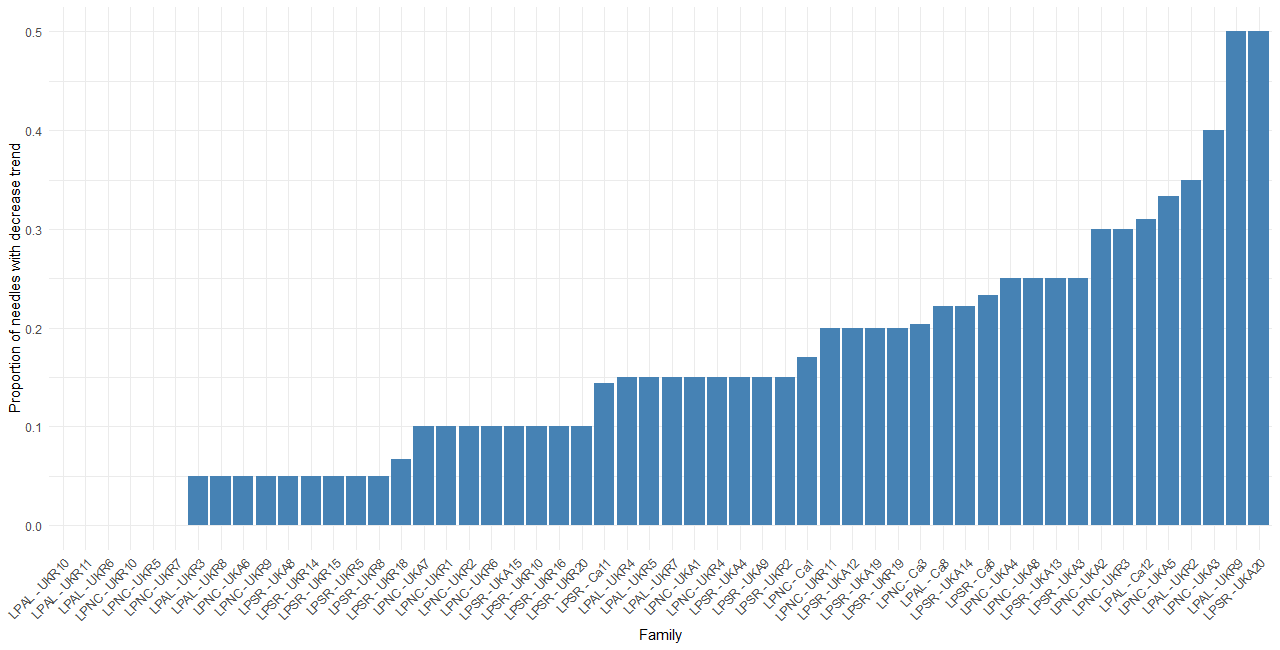 Proportion of needles with decrease trend
0.5
0.4
0.3
0.2
0.1
0.0
LPAL - UKR10
LPAL - UKR11
LPAL - UKR6
LPNC - UKR10
LPNC - UKR5
LPNC - UKR7
LPAL - UKR3
LPAL - UKR8
LPNC - UKA6
LPNC - UKR9
LPSR - UKA8
LPSR - UKR14
LPSR - UKR15
LPSR - UKR5
LPSR - UKR8
LPSR - UKR18
LPNC - UKA7
LPNC - UKR1
LPNC - UKR2
LPNC - UKR6
LPSR - UKA15
LPSR - UKR10
LPSR - UKR16
LPSR - UKR20
LPSR - Ca11
LPAL - UKR4
LPAL - UKR5
LPAL - UKR7
LPNC - UKA1
LPNC - UKR4
LPSR - UKA4
LPSR - UKA9
LPSR - UKR2
LPNC - Ca1
LPNC - UKR11
LPSR - UKA12
LPSR - UKA19
LPSR - UKR19
LPNC - Ca3
LPAL - Ca8
LPSR - UKA14
LPSR - Ca6
LPNC - UKA4
LPNC - UKA8
LPSR - UKA13
LPSR - UKA3
LPNC - UKA2
LPNC - UKR3
LPAL - Ca12
LPNC - UKA5
LPAL - UKR2
LPNC - UKA3
LPAL - UKR9
LPSR - UKA20
Family